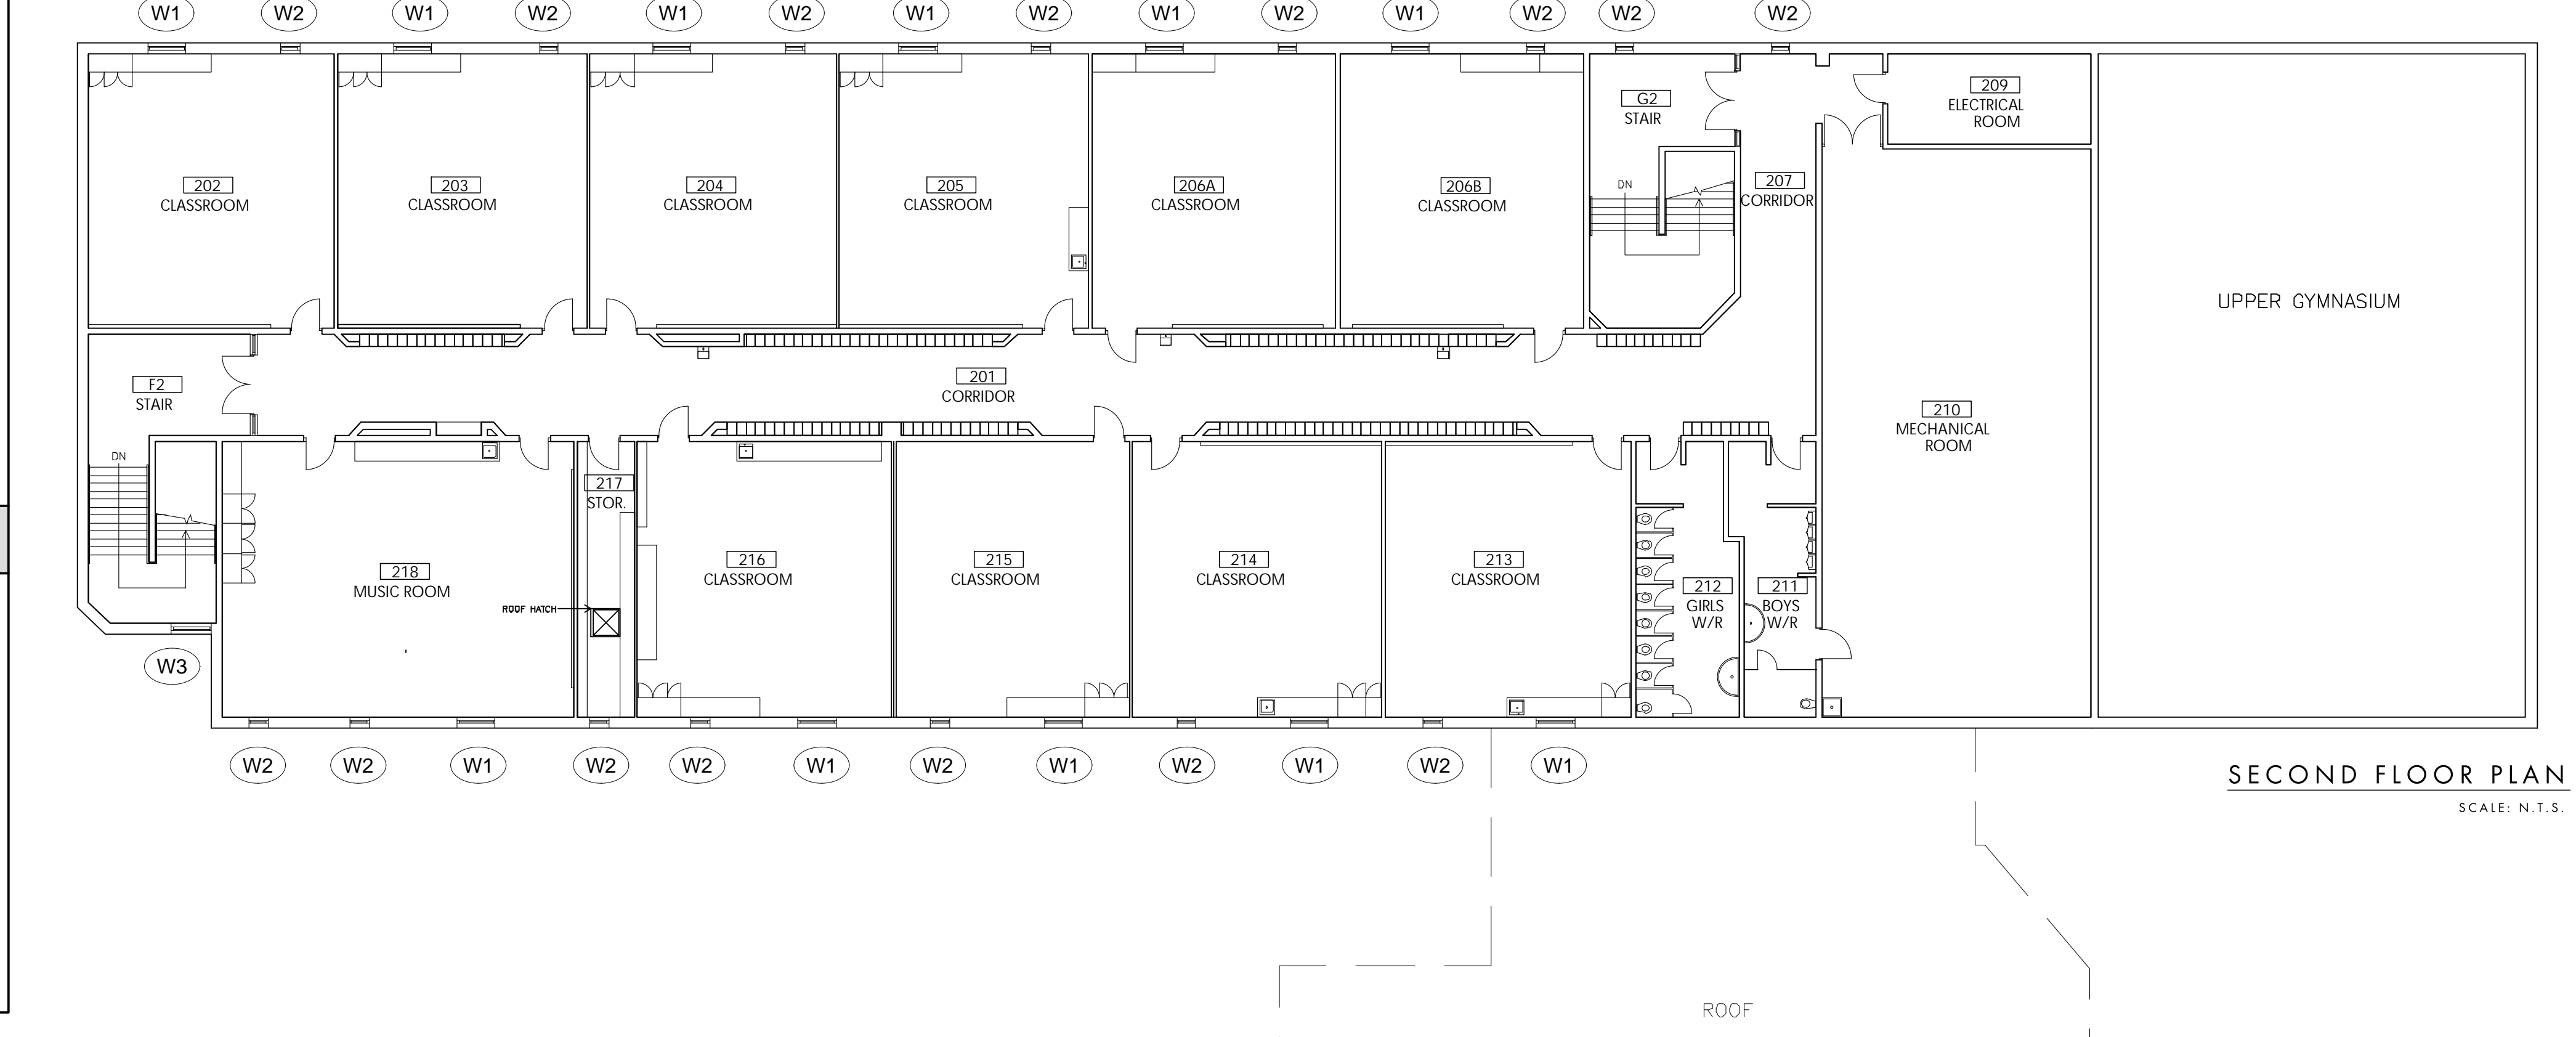 W1 W2 W1 W2 W1 W2 W1 W2 W1 W2 W1 W2 W2 W2
202
CLASSROOM
203
CLASSROOM
204
CLASSROOM
205
CLASSROOM
206A
CLASSROOM
206B
CLASSROOM
G2
STAIR
DN
207
CORRIDOR
209
ELECTRICAL
ROOM
UPPER GYMNASIUM
F2
STAIR
201
CORRIDOR
210
MECHANICAL
ROOM
DN
218
MUSIC ROOM
217
STOR.
ROOF HATCH
216
CLASSROOM
215
CLASSROOM
214
CLASSROOM
213
CLASSROOM
212
GIRLS
W/R
211
BOYS
W/R
W3
W2 W2 W1 W2 W2 W1 W2 W1 W2 W1 W2 W1
SECOND FLOOR PLAN
SCALE: N.T.S.
ROOF